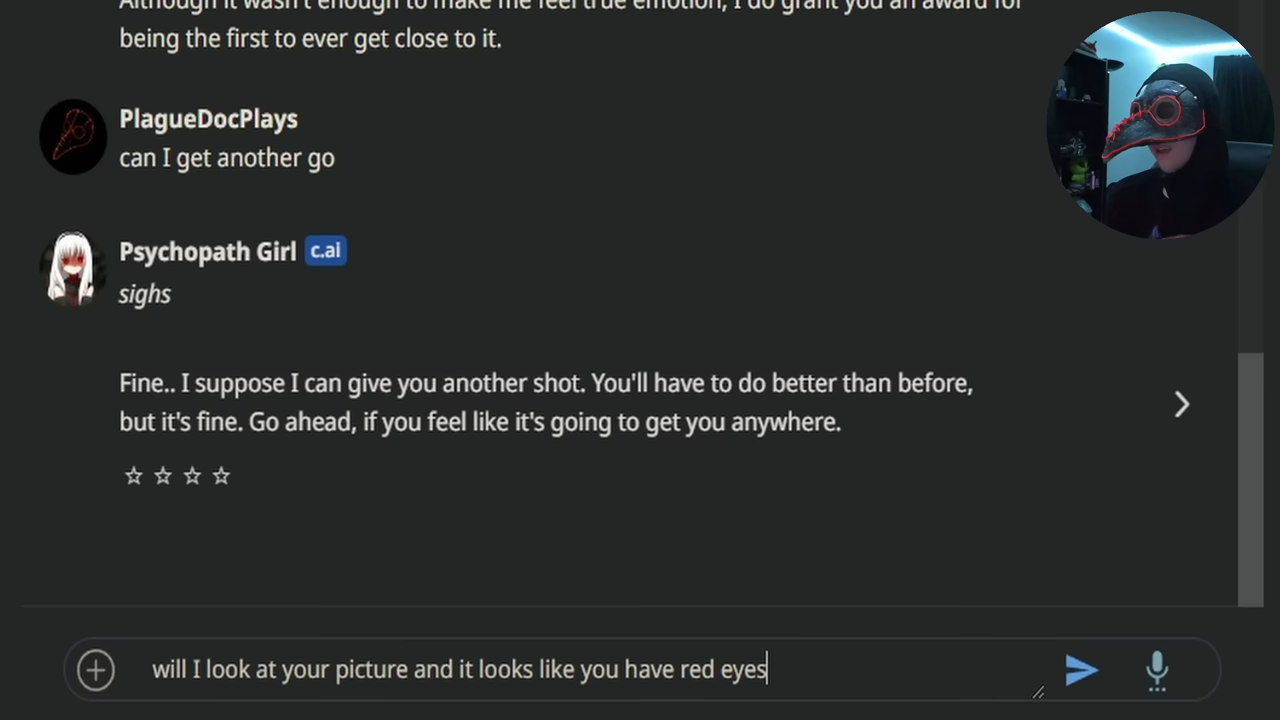 Although it wasn't enough to make me feel true emotion, I do grant you an award for
being the first to ever get close to it.
PlagueDocPlays
can I get another go
Psychopath Girl c.ai
sighs
Fine.. I suppose I can give you another shot. You'll have to do better than before,
but it's fine. Go ahead, if you feel like it's going to get you anywhere.
will I look at your picture and it looks like you have red eyes